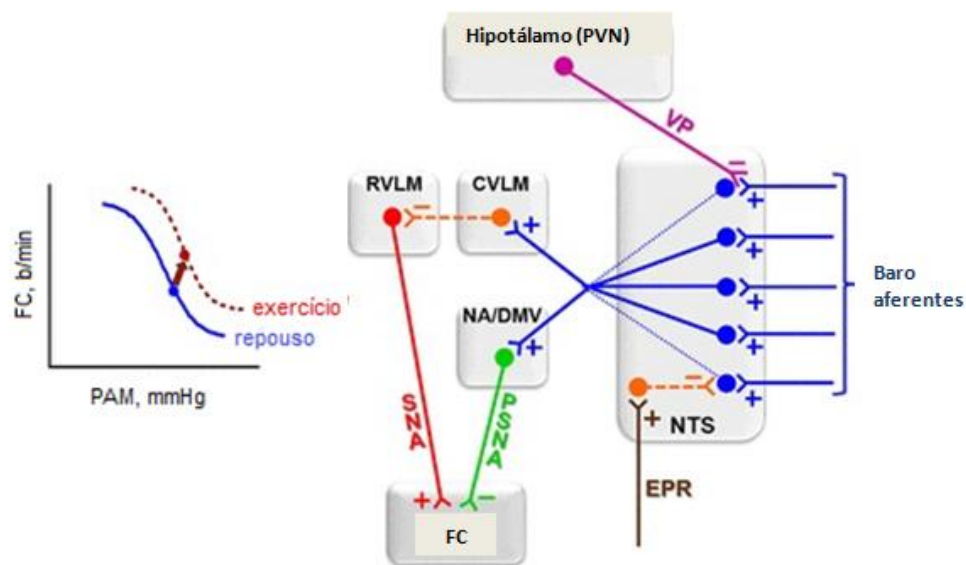 Hipotálamo (PVN)
VP
RVLM
CVLM
NA/DMV
NTS
Baro
aferentes
EPR
SNA
PSNA
FC
FC, b/min
exercício
repouso
PAM, mmHg
−
−
+
+
+
+
+
+
+
−
+
+
−